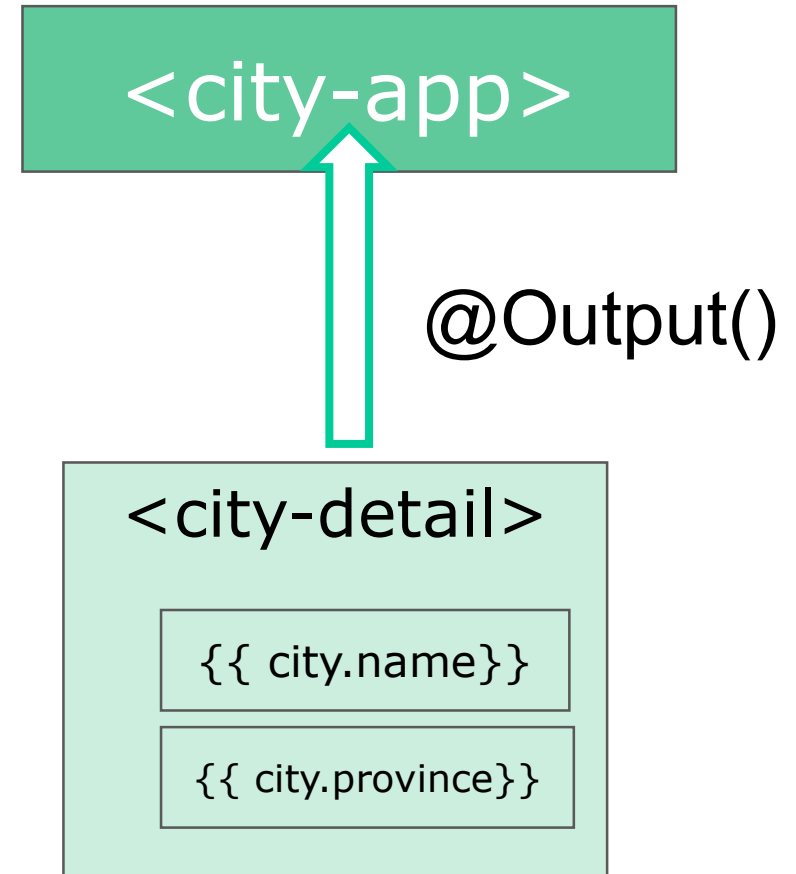 <city-app>
@Output()
<city-detail>
{{ city.name}}
{{ city.province}}